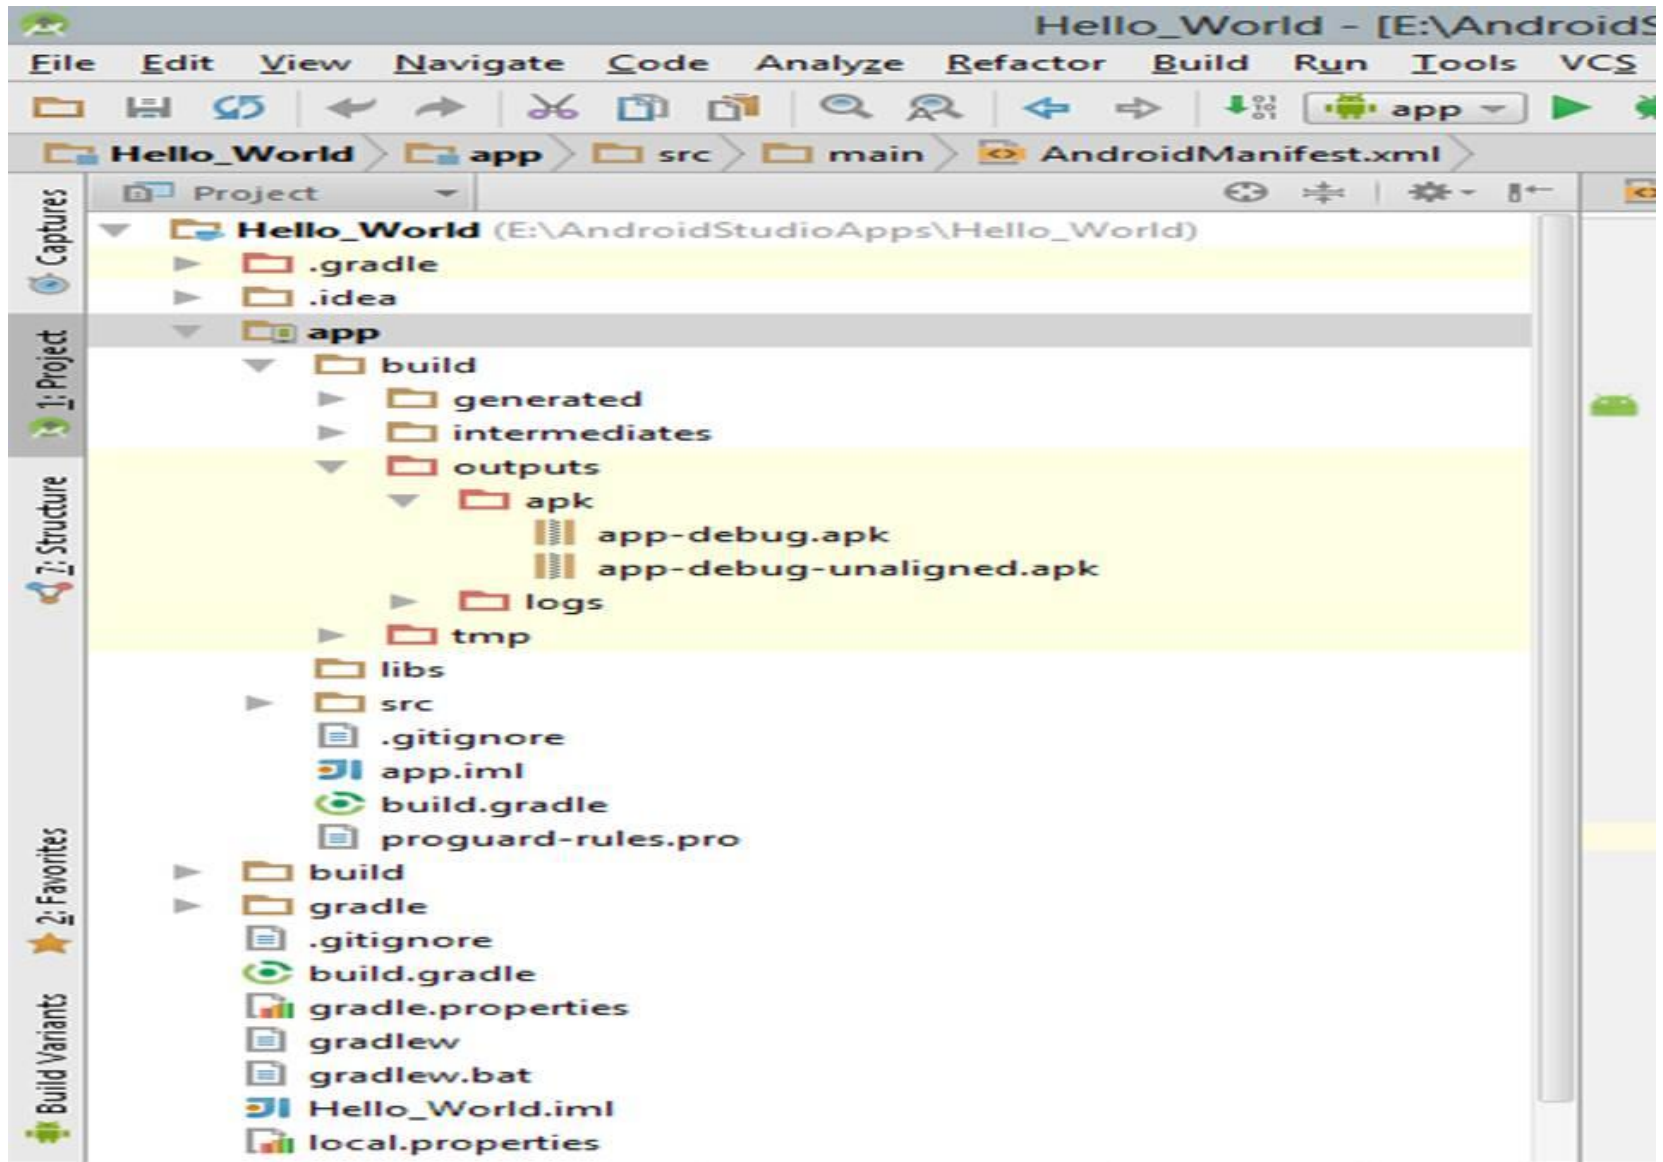 Hello_World - [E:\AndroidS
File Edit View Navigate Code Analyze Refactor Build Run Tools VCS
app
Hello_World app src main AndroidManifest.xml
Project
Captures
1: Project
7: Structure
2: Favorites
Build Variants
Hello_World (E:\AndroidStudioApps\Hello_World)
.gradle
.idea
app
build
generated
intermediates
outputs
apk
app-debug.apk
app-debug-unaligned.apk
logs
tmp
libs
src
.gitignore
app.iml
build.gradle
proguard-rules.pro
build
gradle
.gitignore
build.gradle
gradle.properties
gradlew
gradlew.bat
Hello_World.iml
local.properties